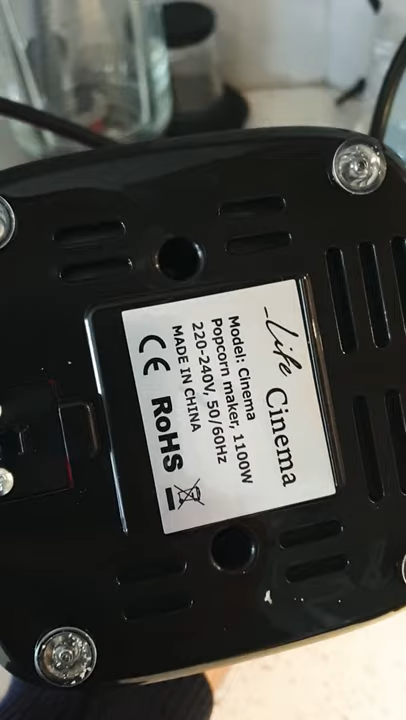 Life Cinema
Model: Cinema
Popcorn maker, 1100W
220-240V, 50/60Hz
MADE IN CHINA
CE RoHS